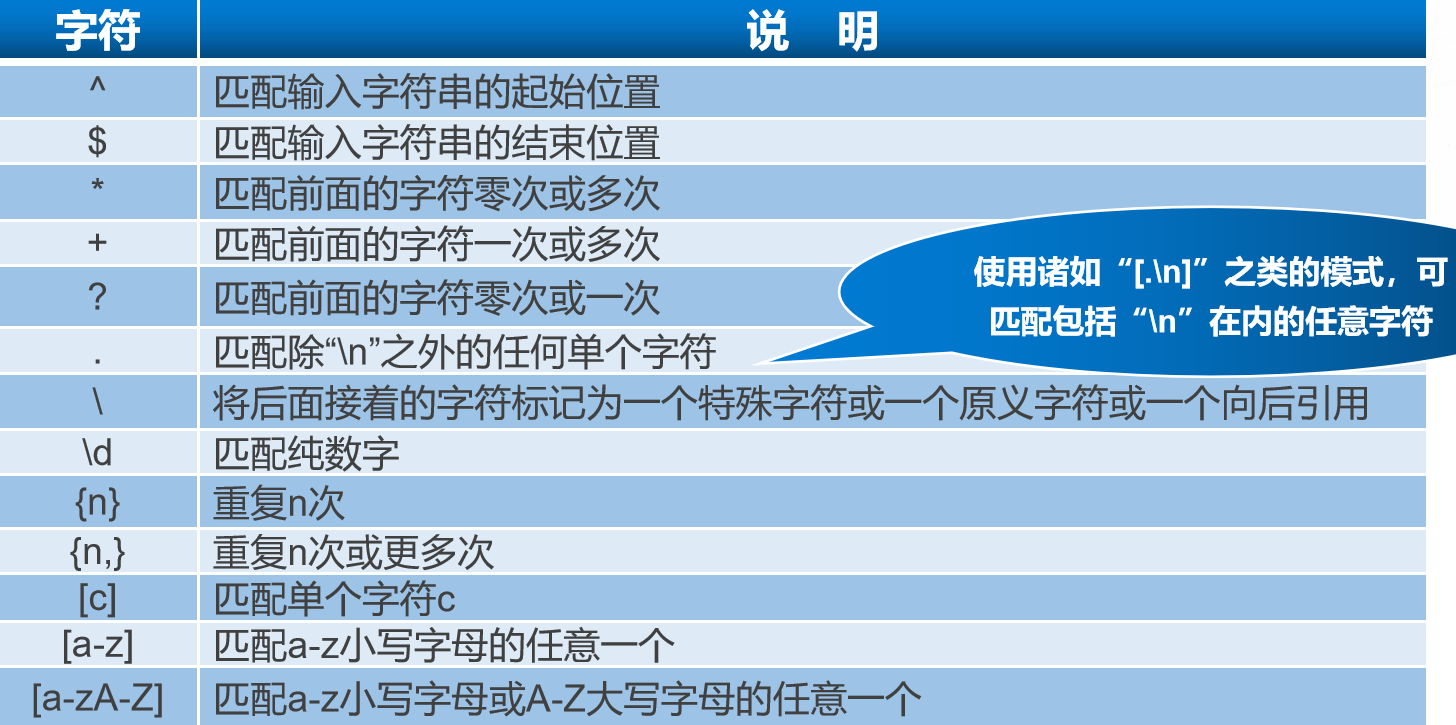 字符 说 明
^ 匹配输入字符串的起始位置
$ 匹配输入字符串的结束位置
* 匹配前面的字符零次或多次
+ 匹配前面的字符一次或多次
? 匹配前面的字符零次或一次
使用诸如“[.\n]”之类的模式，可
匹配包括“\n”在内的任意字符
. 匹配除“\n”之外的任何单个字符
\ 将后面接着的字符标记为一个特殊字符或一个原义字符或一个向后引用
\d 匹配纯数字
{n} 重复n次
{n,} 重复n次或更多次
[c] 匹配单个字符c
[a-z] 匹配a-z小写字母的任意一个
[a-zA-Z] 匹配a-z小写字母或A-Z大写字母的任意一个